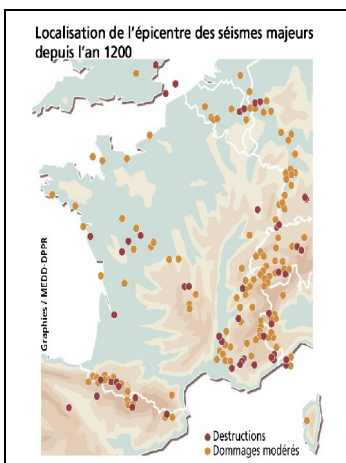 Localisation de l'épicentre des séismes majeurs
depuis l'an 1200
Graphies / MEDD-DPPR
Destructions
Dommages modérés